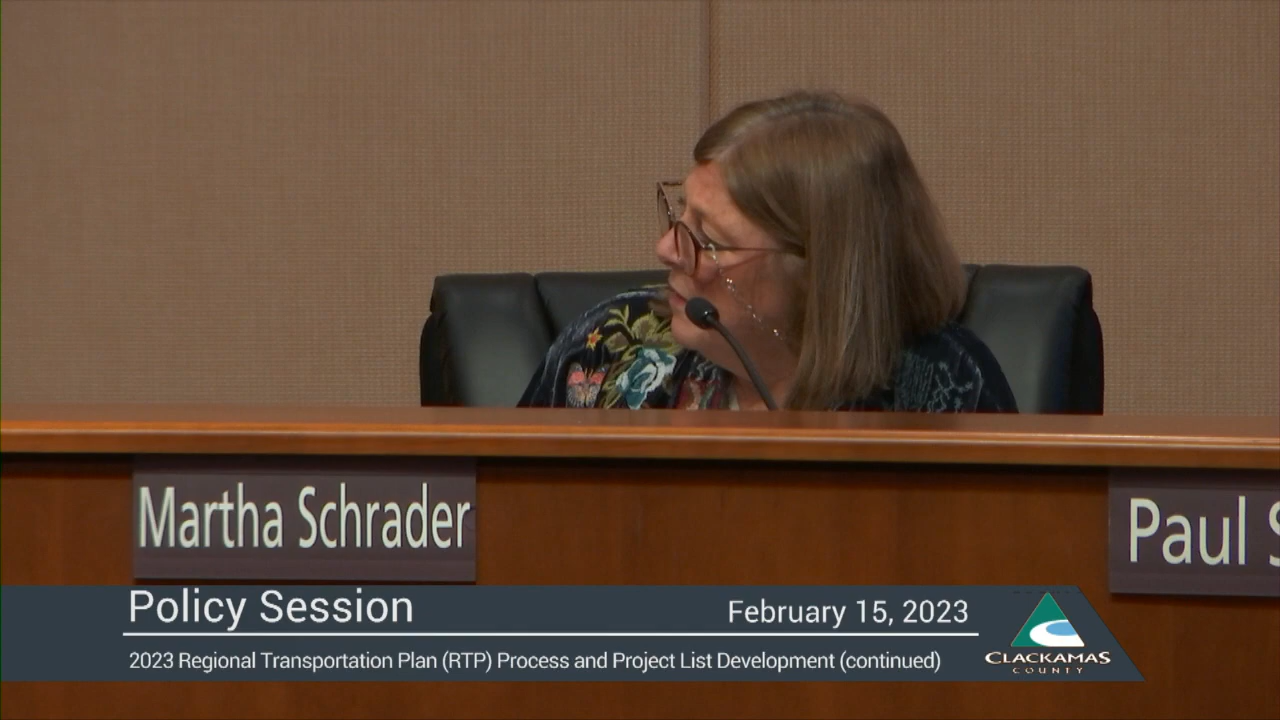 Martha Schrader
Paul S
Policy Session
February 15, 2023
2023 Regional Transportation Plan (RTP) Process and Project List Development (continued)
CLACKAMAS
COUNTY